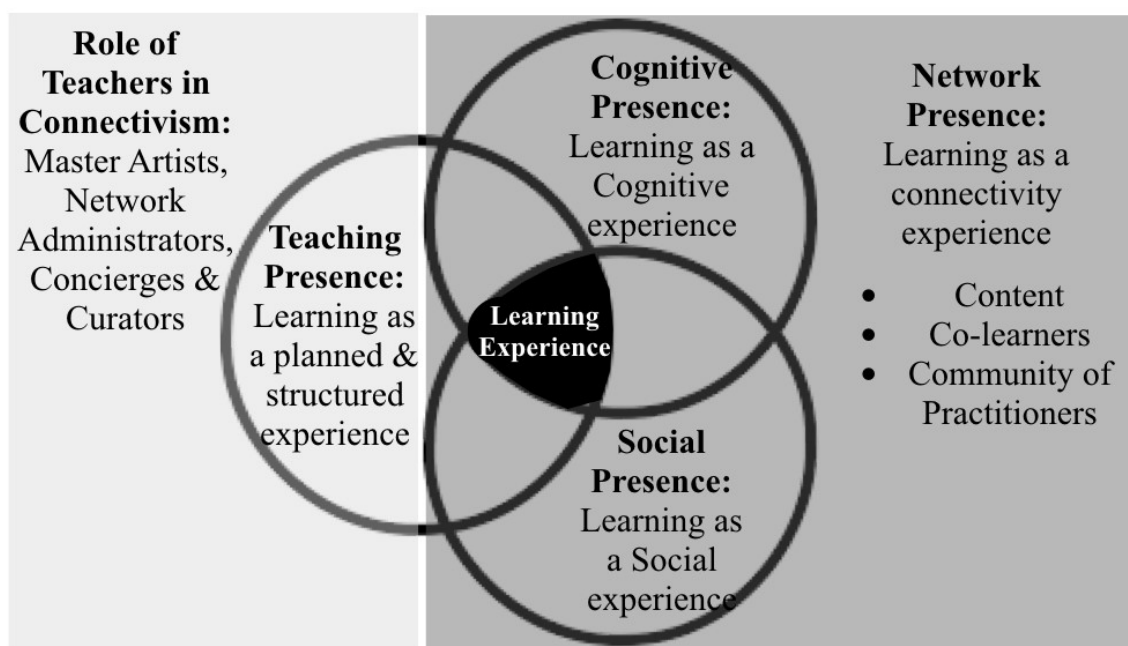 Role of
Teachers in
Connectivism:
Master Artists,
Network
Administrators,
Concierges &
Curators
Teaching
Presence:
Learning as
a planned &
structured
experience
Cognitive
Presence:
Learning as a
Cognitive
experience
Learning
Experience
Social
Presence:
Learning as
a Social
experience
Network
Presence:
Learning as a
connectivity
experience
• Content
• Co-learners
• Community of
Practitioners